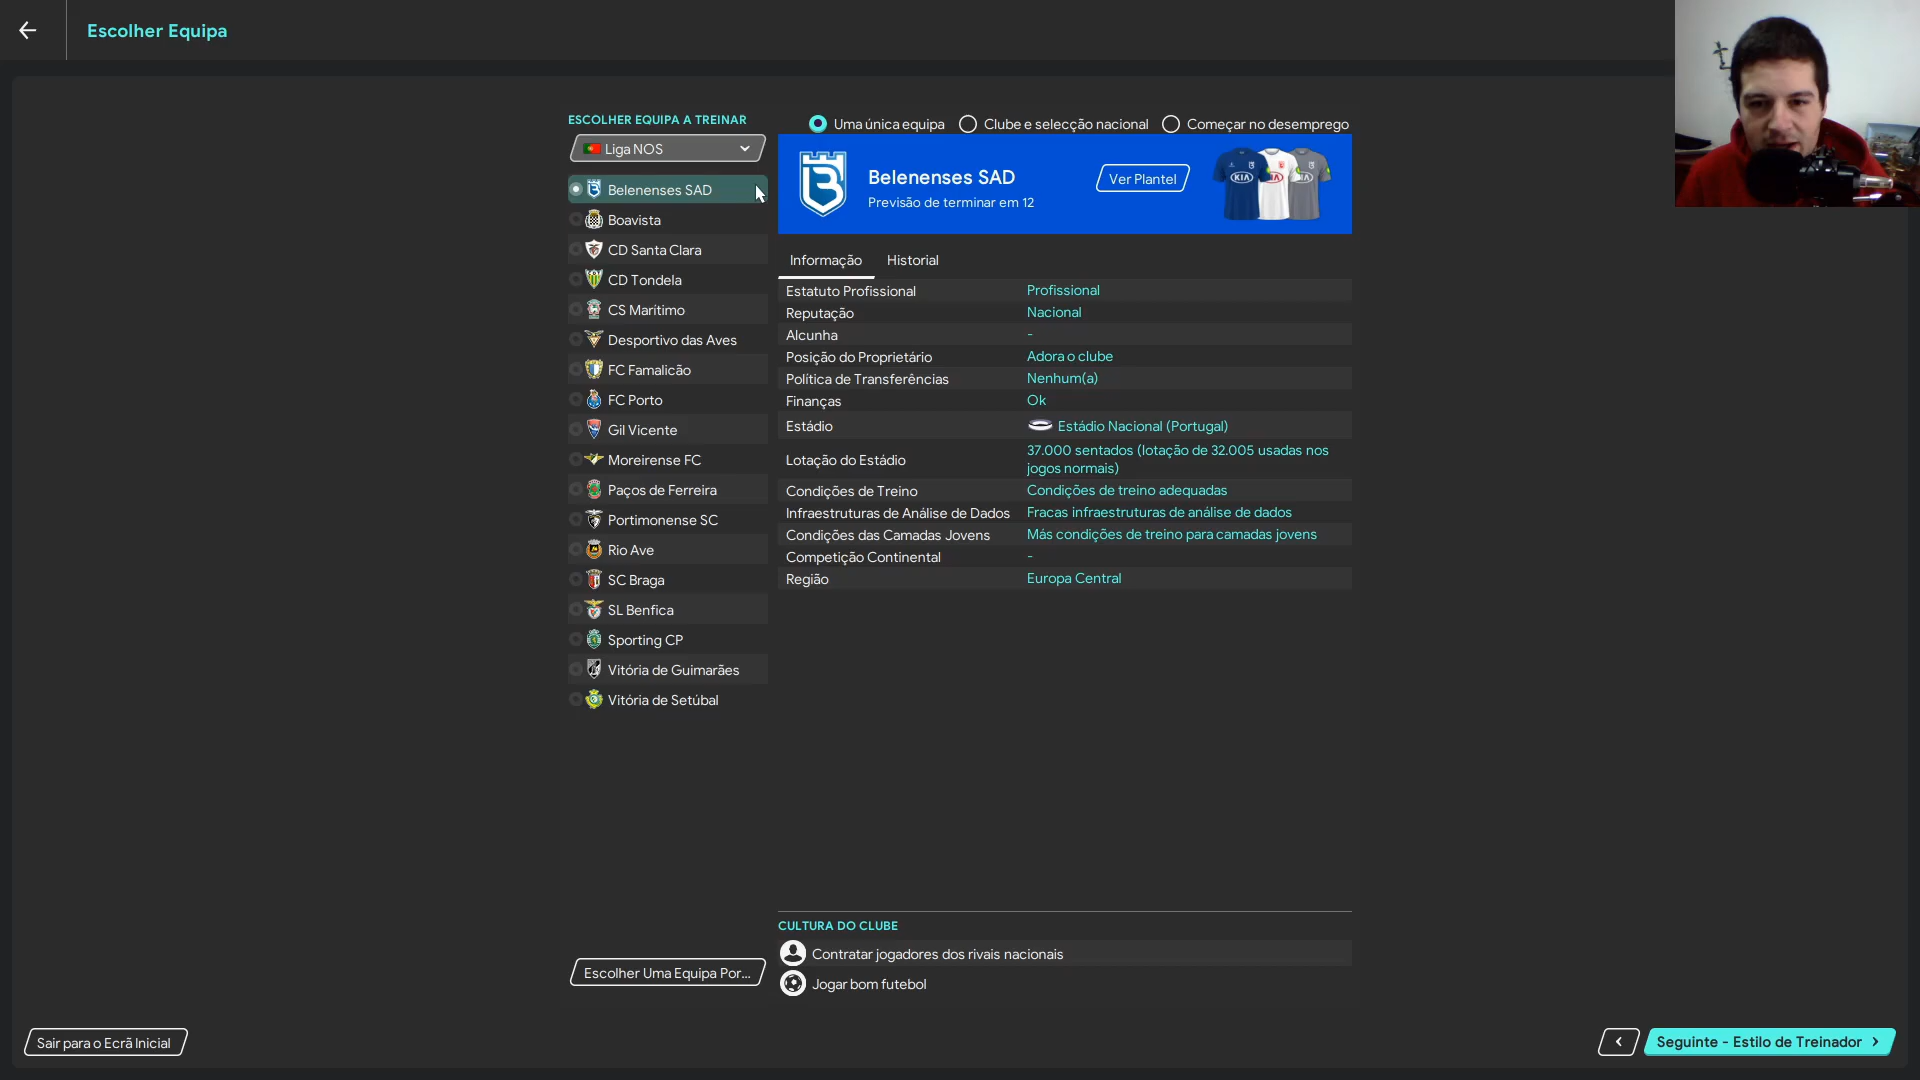 Escolher Equipa
ESCOLHER EQUIPA A TREINAR
Uma única equipa
Clube e selecção nacional
Começar no desemprego
Liga NOS
Belenenses SAD
Boavista
CD Santa Clara
CD Tondela
CS Marítimo
Desportivo das Aves
FC Famalicão
FC Porto
Gil Vicente
Moreirense FC
Paços de Ferreira
Portimonense SC
Rio Ave
SC Braga
SL Benfica
Sporting CP
Vitória de Guimarães
Vitória de Setúbal
Escolher Uma Equipa Por...
Belenenses SAD
Previsão de terminar em 12
Ver Plantel
KIA
KIA
KIA
Informação
Historial
Estatuto Profissional Profissional
Reputação Nacional
Alcunha -
Posição do Proprietário Adora o clube
Política de Transferências Nenhum(a)
Finanças Ok
Estádio Estádio Nacional (Portugal)
Lotação do Estádio 37.000 sentados (lotação de 32.005 usadas nos
jogos normais)
Condições de Treino Condições de treino adequadas
Infraestruturas de Análise de Dados Fracas infraestruturas de análise de dados
Condições das Camadas Jovens Más condições de treino para camadas jovens
Competição Continental -
Região Europa Central
CULTURA DO CLUBE
Contratar jogadores dos rivais nacionais
Jogar bom futebol
Sair para o Ecrã Inicial
Seguinte - Estilo de Treinador